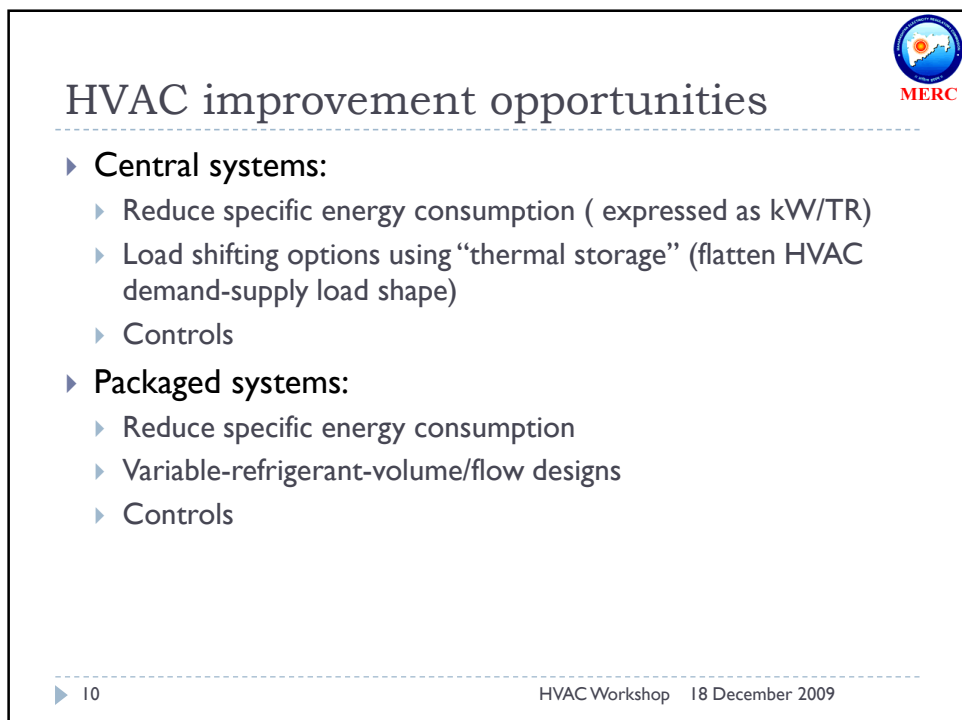 MERC
HVAC improvement opportunities
Central systems:
Reduce specific energy consumption ( expressed as kW/TR)
Load shifting options using “thermal storage” (flatten HVAC
demand-supply load shape)
Controls
Packaged systems:
Reduce specific energy consumption
Variable-refrigerant-volume/flow designs
Controls
10 HVAC Workshop 18 December 2009